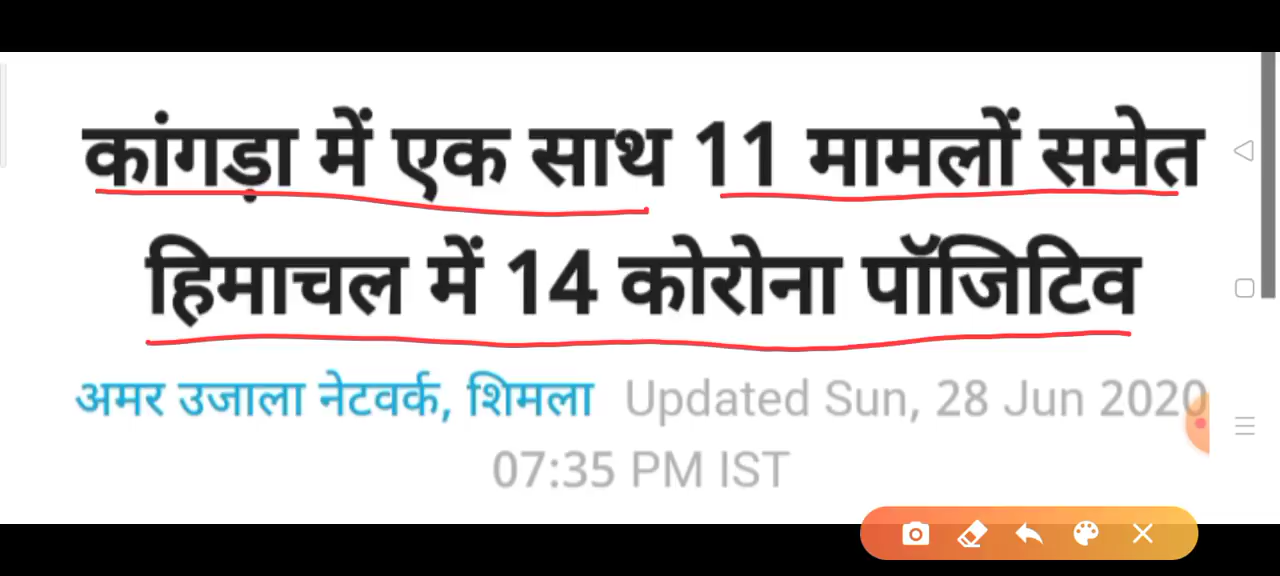 कांगड़ा में एक साथ 11 मामलों समेत
हिमाचल में 14 कोरोना पॉजिटिव
अमर उजाला नेटवर्क, शिमला Updated Sun, 28 Jun 2020
07:35 PM IST